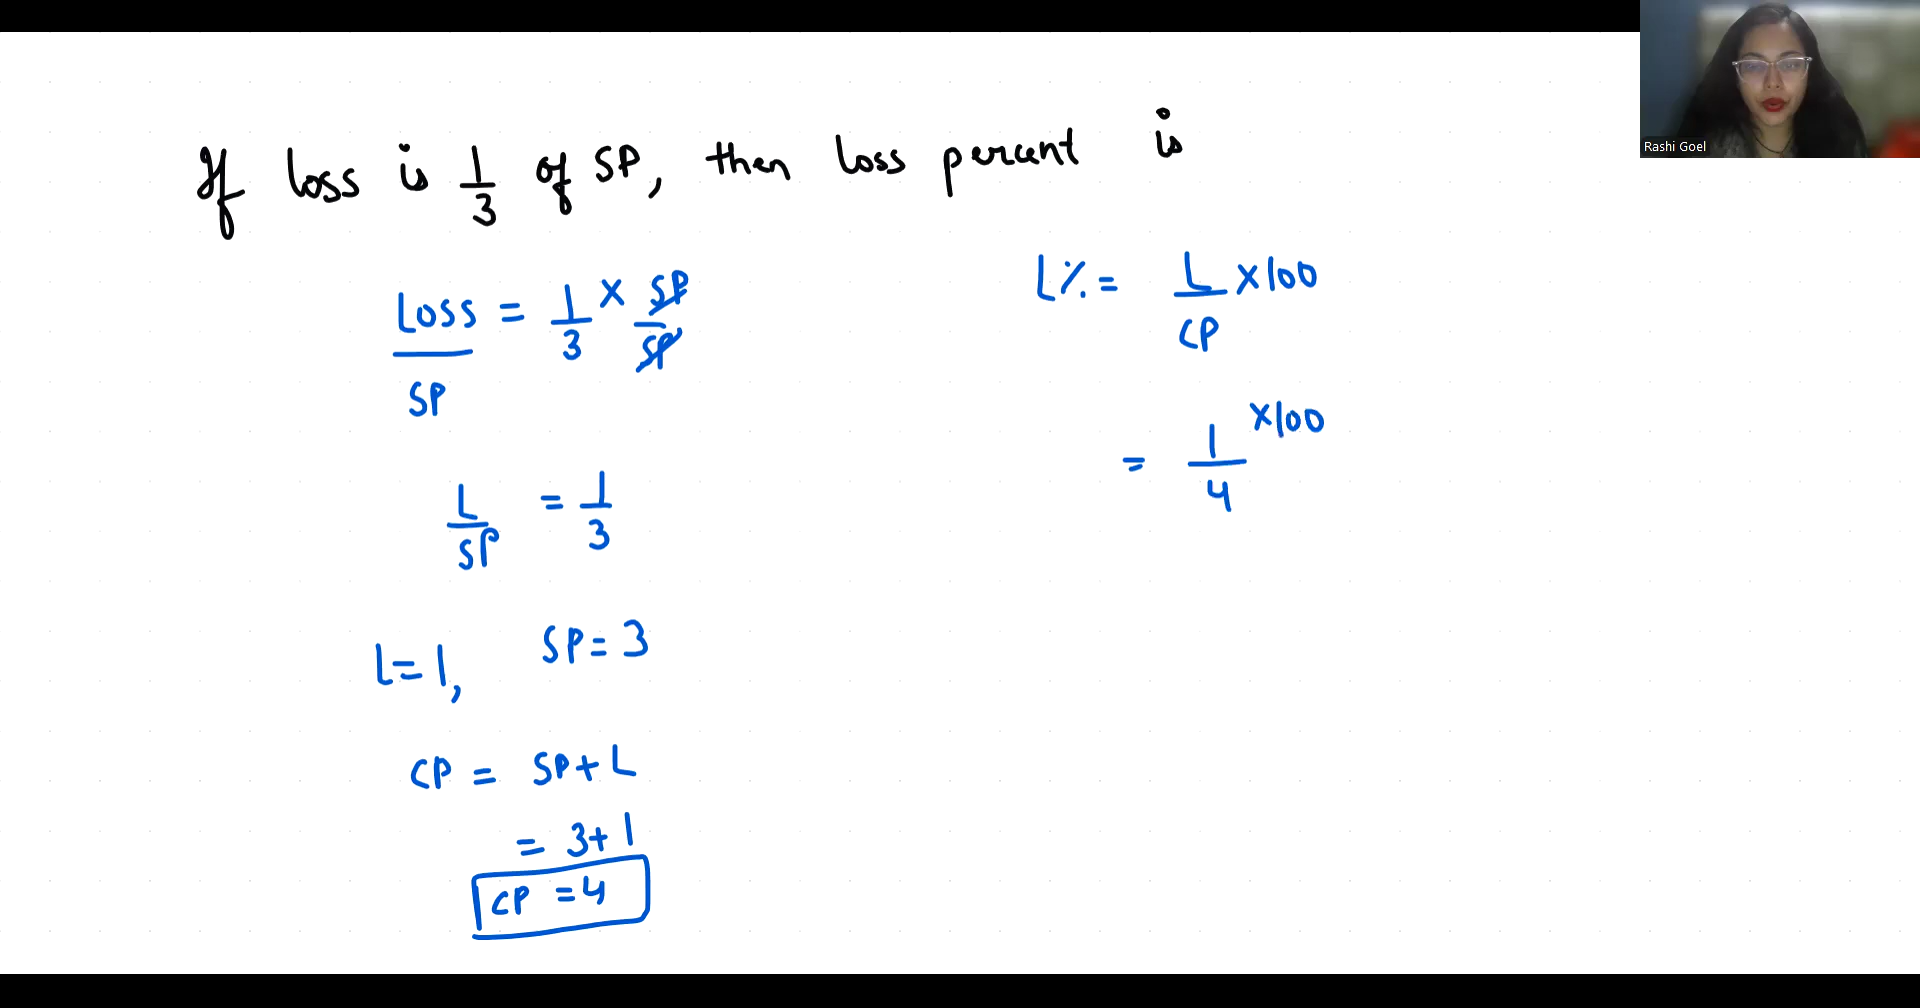 If loss is 1/3 of SP, then loss percent is
Loss/SP = 1/3 × SP/SP
L/SP = 1/3
L=1, SP=3
CP = SP+L
= 3+1
CP =4
L%= L/CP ×100
= 1/4 ×100
Rashi Goel